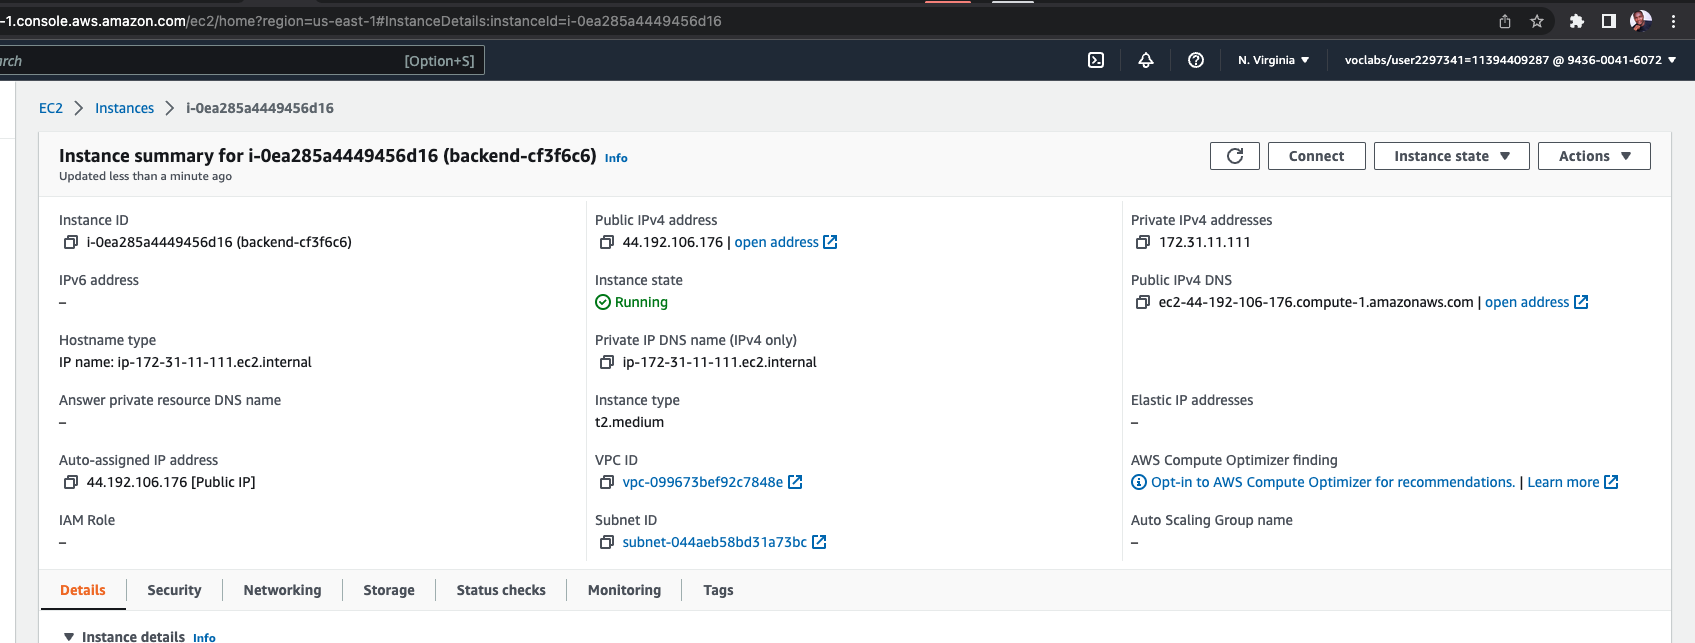 -1.console.aws.amazon.com/ec2/home?region=us-east-1#InstanceDetails:instanceId=i-0ea285a4449456d16
rch [Option+S] N. Virginia ▼ voclabs/user2297341=11394409287 @ 9436-0041-6072 ▼
EC2 > Instances > i-0ea285a4449456d16
Instance summary for i-0ea285a4449456d16 (backend-cf3f6c6) Info
Updated less than a minute ago
Connect Instance state ▼ Actions ▼
Instance ID
i-0ea285a4449456d16 (backend-cf3f6c6)
Public IPv4 address
44.192.106.176 | open address
Private IPv4 addresses
172.31.11.111
IPv6 address
–
Instance state
Running
Public IPv4 DNS
ec2-44-192-106-176.compute-1.amazonaws.com | open address
Hostname type
IP name: ip-172-31-11-111.ec2.internal
Private IP DNS name (IPv4 only)
ip-172-31-11-111.ec2.internal
Answer private resource DNS name
–
Instance type
t2.medium
Elastic IP addresses
–
Auto-assigned IP address
44.192.106.176 [Public IP]
VPC ID
vpc-099673bef92c7848e
AWS Compute Optimizer finding
Opt-in to AWS Compute Optimizer for recommendations. | Learn more
IAM Role
–
Subnet ID
subnet-044aeb58bd31a73bc
Auto Scaling Group name
–
Details Security Networking Storage Status checks Monitoring Tags
▼ Instance details Info